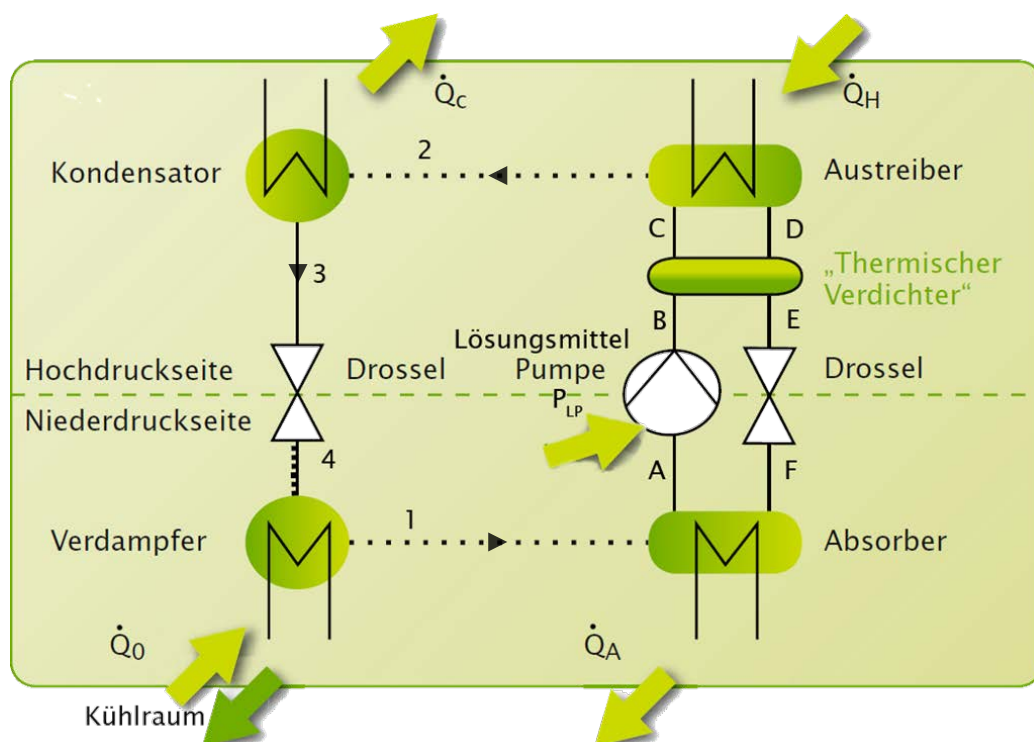 Q̇C
Q̇H
Kondensator
2
Austreiber
C
D
3
„Thermischer
Verdichter“
B
E
Lösungsmittel
Pumpe
PLP
Hochdruckseite
Drossel
Drossel
Niederdruckseite
4
A
F
Verdampfer
1
Absorber
Q̇0
Q̇A
Kühlraum